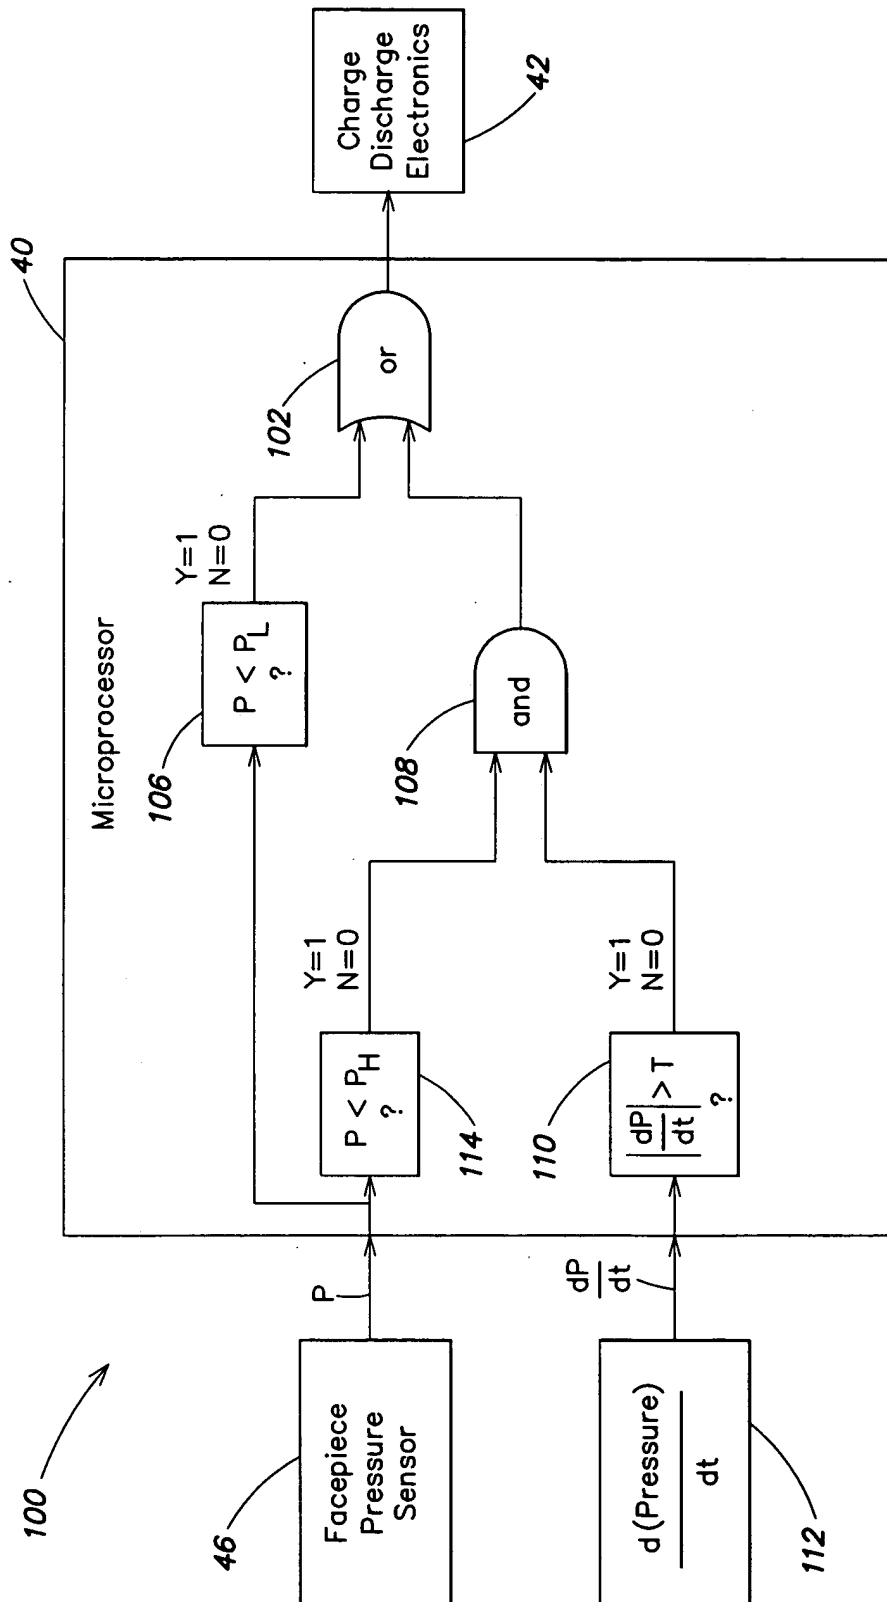 100
46
Facepiece
Pressure
Sensor
P
112
d(Pressure)
dt
dP
dt
40
Microprocessor
106
P < P_L
?
Y=1
N=0
114
P < P_H
?
Y=1
N=0
110
|dP/dt| > T
?
Y=1
N=0
108
and
102
or
Charge
Discharge
Electronics
42